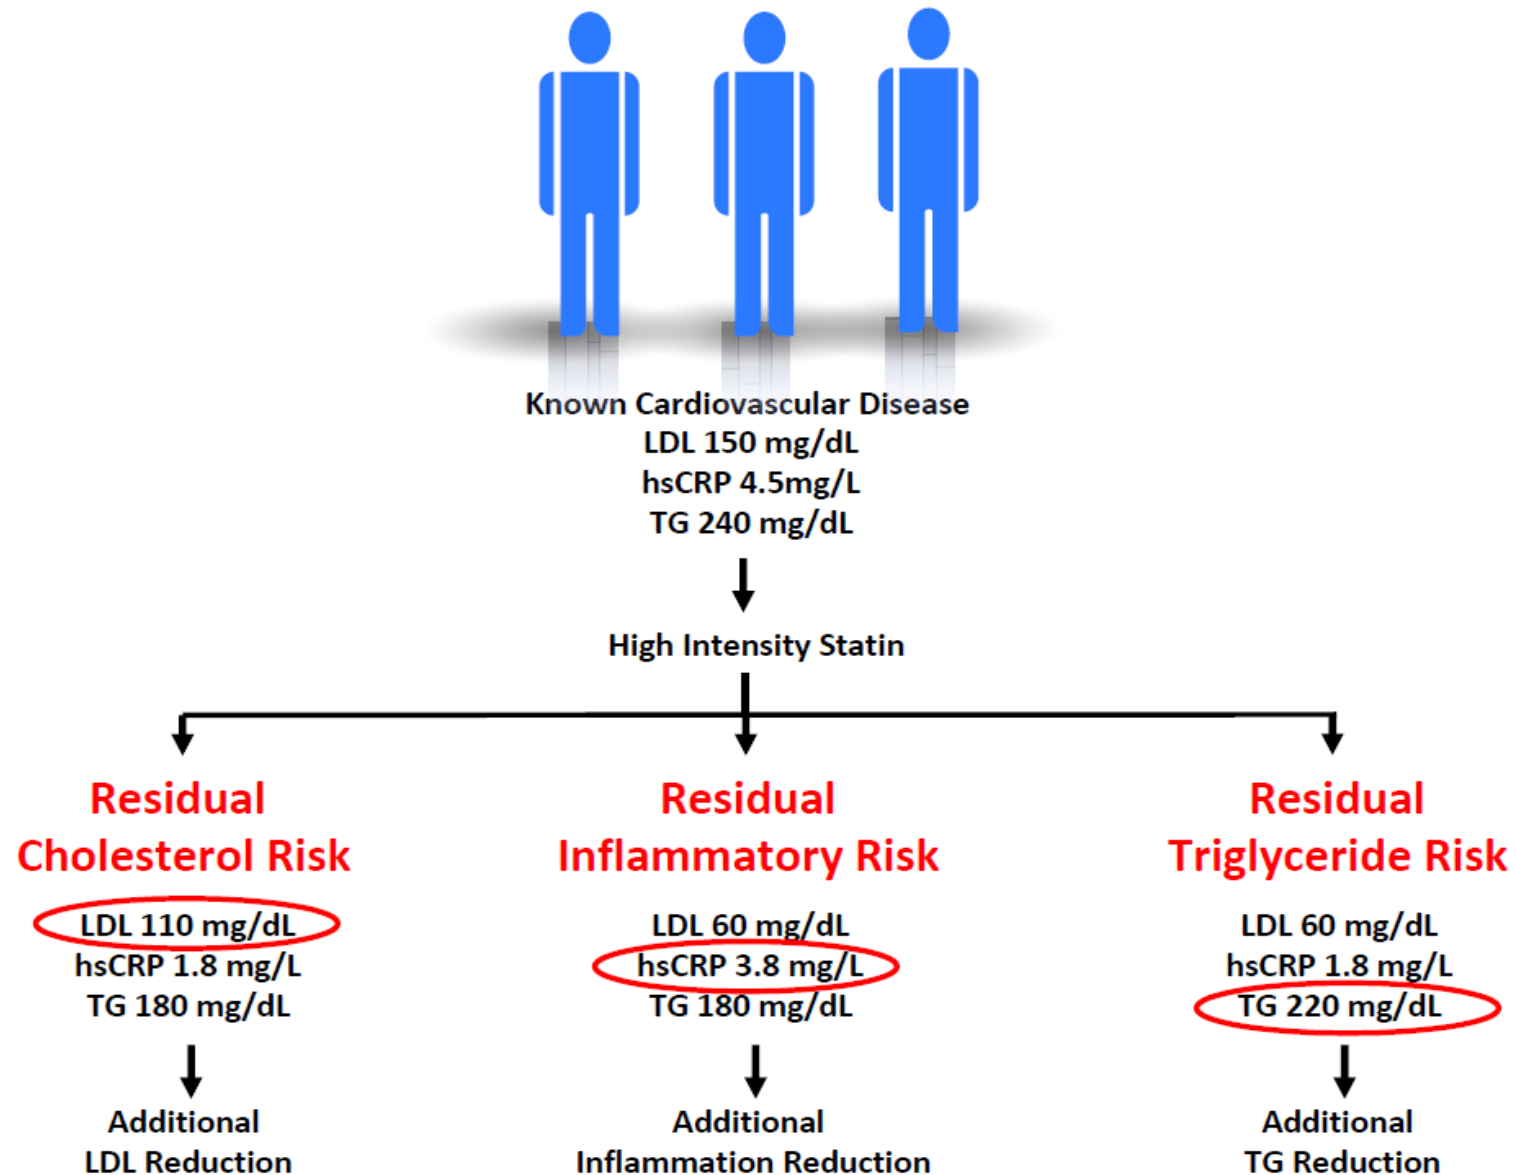 Known Cardiovascular Disease
LDL 150 mg/dL
hsCRP 4.5mg/L
TG 240 mg/dL
High Intensity Statin
Residual
Cholesterol Risk
LDL 110 mg/dL
hsCRP 1.8 mg/L
TG 180 mg/dL
Additional
LDL Reduction
Residual
Inflammatory Risk
LDL 60 mg/dL
hsCRP 3.8 mg/L
TG 180 mg/dL
Additional
Inflammation Reduction
Residual
Triglyceride Risk
LDL 60 mg/dL
hsCRP 1.8 mg/L
TG 220 mg/dL
Additional
TG Reduction